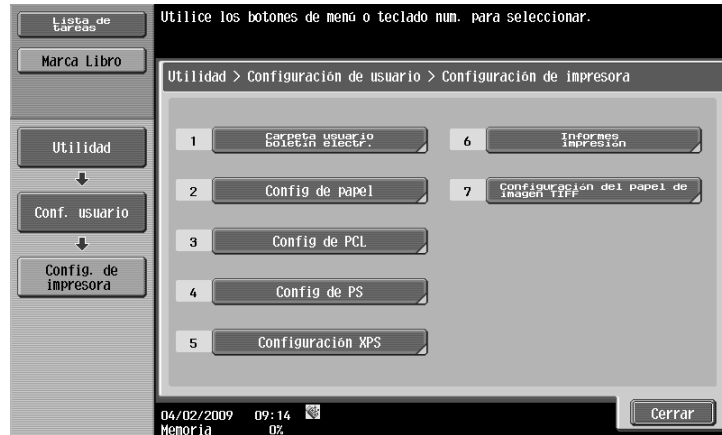 Lista de
tareas
Utilice los botones de menú o teclado num. para seleccionar.
Marca Libro
Utilidad > Configuración de usuario > Configuración de impresora
1 Carpeta usuario
boletín electr.
6 Informes
impresión
Utilidad
2 Config de papel
7 Configuración del papel de
imagen TIFF
Conf. usuario
3 Config de PCL
Config. de
impresora
4 Config de PS
5 Configuración XPS
04/02/2009 09:14
Memoria 0%
Cerrar